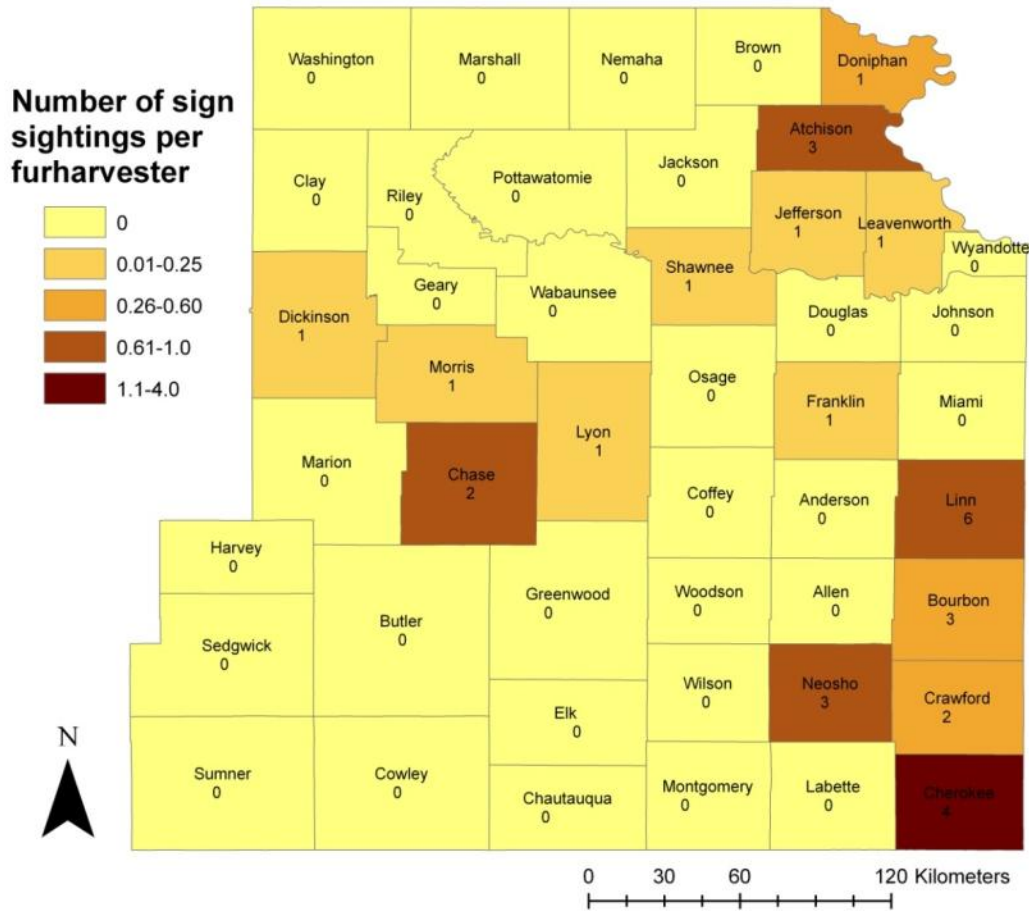 Number of sign
sightings per
furharvester
0
0.01-0.25
0.26-0.60
0.61-1.0
1.1-4.0
Washington
0
Marshall
0
Nemaha
0
Brown
0
Doniphan
1
Atchison
3
Clay
0
Riley
0
Pottawatomie
0
Jackson
0
Jefferson
1
Leavenworth
1
Wyandotte
0
Dickinson
1
Geary
0
Wabaunsee
0
Shawnee
1
Douglas
0
Johnson
0
Morris
1
Lyon
1
Osage
0
Franklin
1
Miami
0
Marion
0
Chase
2
Coffey
0
Anderson
0
Linn
6
Harvey
0
Butler
0
Greenwood
0
Woodson
0
Allen
0
Bourbon
3
Sedgwick
0
Elk
0
Wilson
0
Neosho
3
Crawford
2
Sumner
0
Cowley
0
Chautauqua
0
Montgomery
0
Labette
0
Cherokee
4
N
0 30 60 120 Kilometers